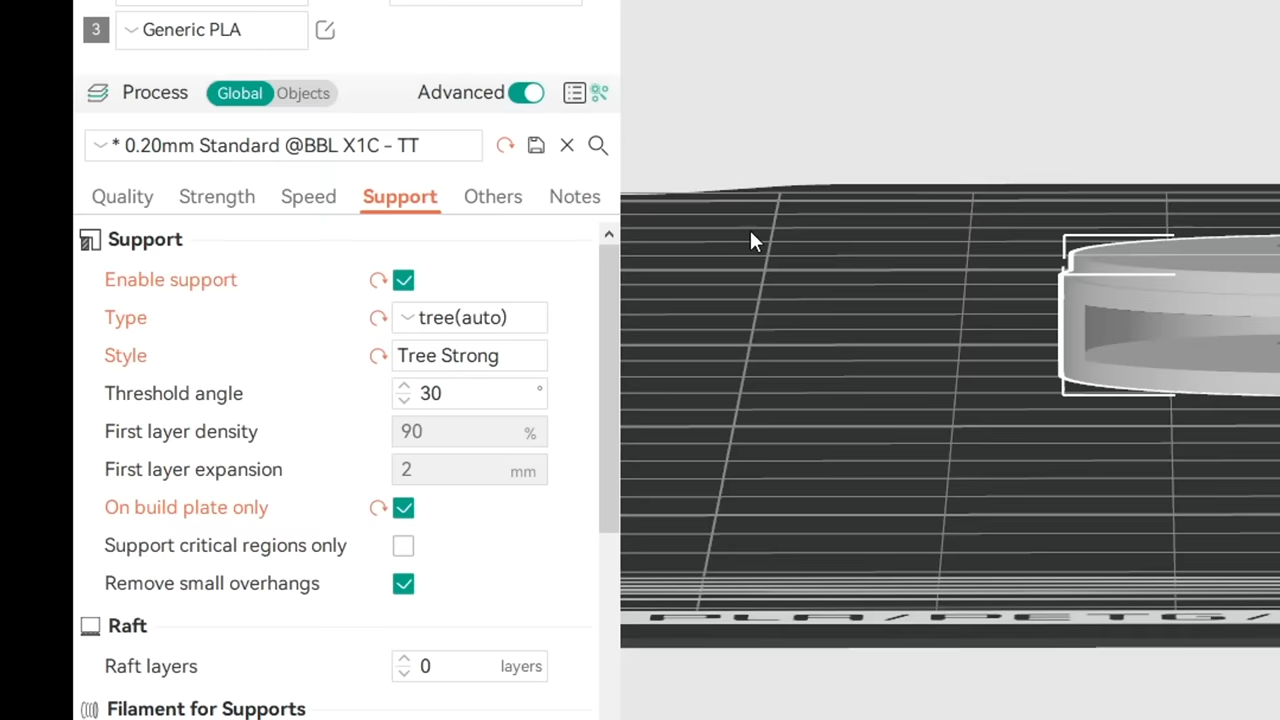 3 Generic PLA
Process Global Objects Advanced
* 0.20mm Standard @BBL X1C - TT
Quality Strength Speed Support Others Notes
Support
Enable support
Type tree(auto)
Style Tree Strong
Threshold angle 30 °
First layer density 90 %
First layer expansion 2 mm
On build plate only
Support critical regions only
Remove small overhangs
Raft
Raft layers 0 layers
Filament for Supports
PLA/PETG/